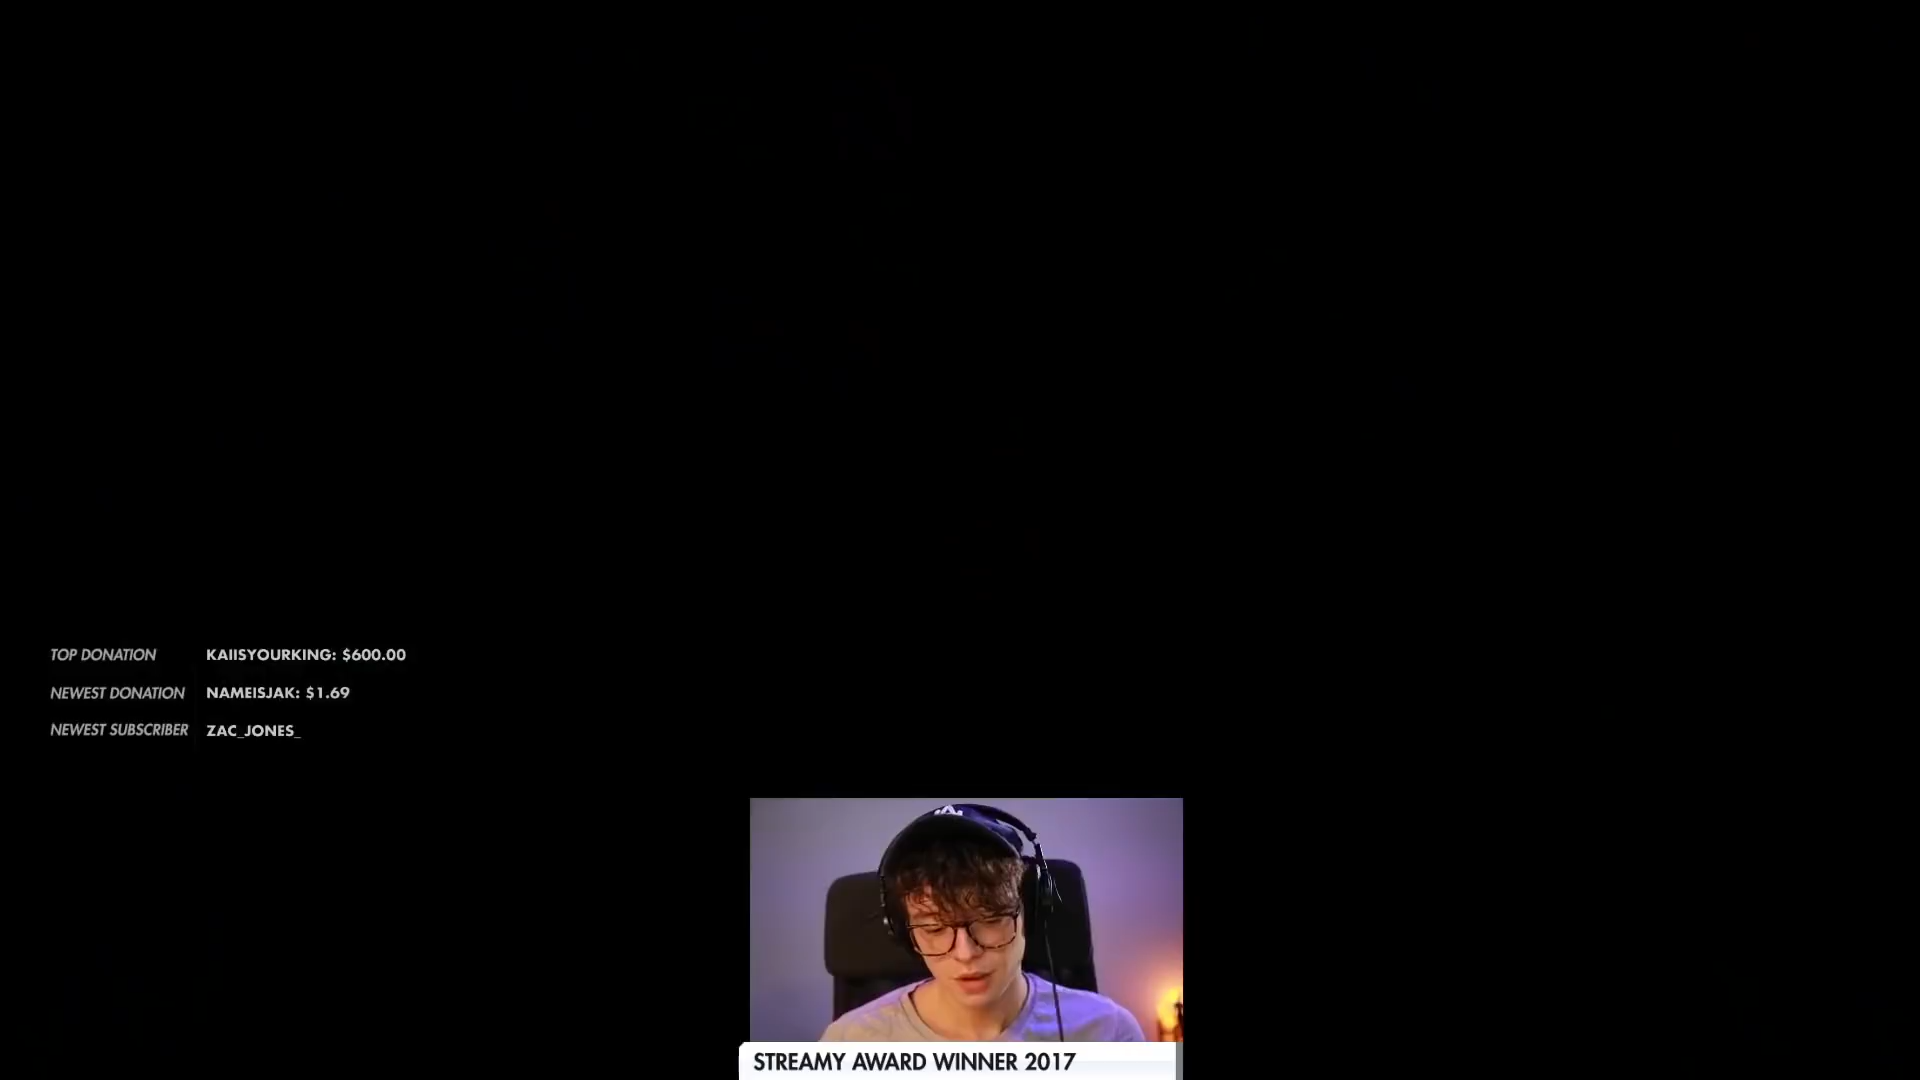 TOP DONATION KAIISYOURKING: $600.00
NEWEST DONATION NAMEISJAK: $1.69
NEWEST SUBSCRIBER ZAC_JONES_
STREAMY AWARD WINNER 2017